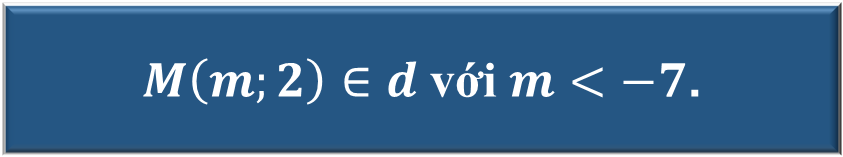 M(m; 2) ∈ d với m < −7.